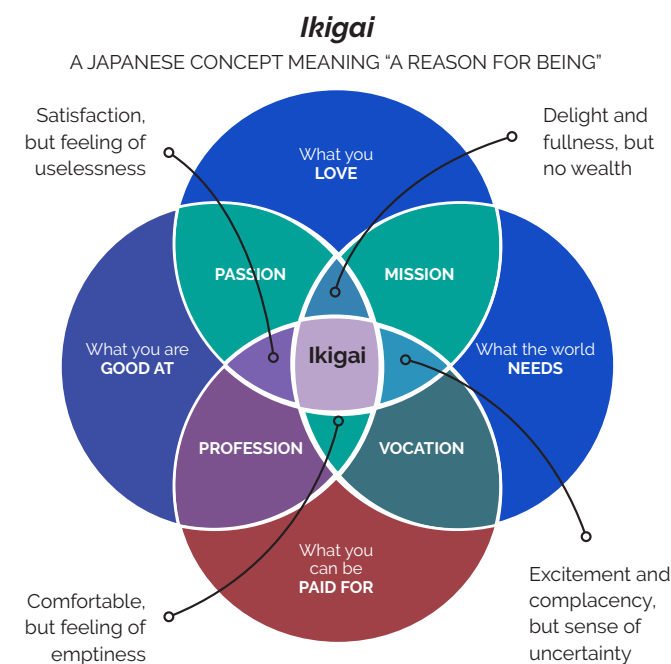 Ikigai
A JAPANESE CONCEPT MEANING “A REASON FOR BEING”
Satisfaction,
but feeling of
uselessness
Delight and
fullness, but
no wealth
What you
LOVE
PASSION
MISSION
What you are
GOOD AT
Ikigai
What the world
NEEDS
PROFESSION
VOCATION
What you
can be
PAID FOR
Comfortable,
but feeling of
emptiness
Excitement and
complacency,
but sense of
uncertainty